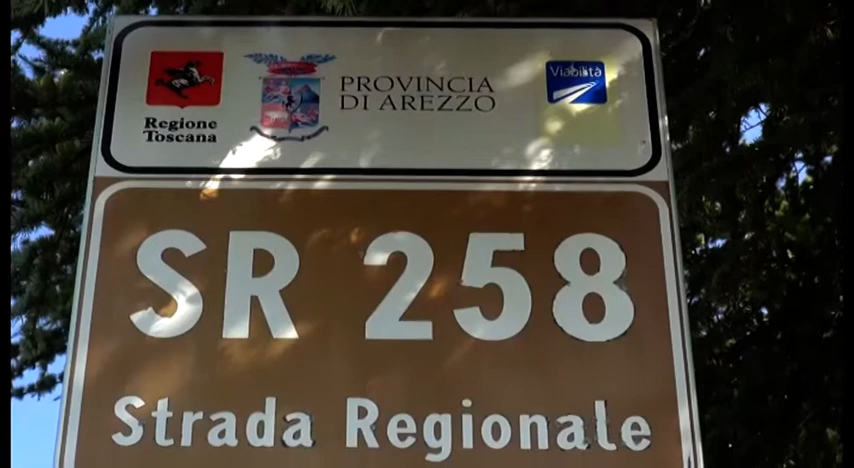 Regione
Toscana
PROVINCIA
DI AREZZO
Viabilità
SR 258
Strada Regionale